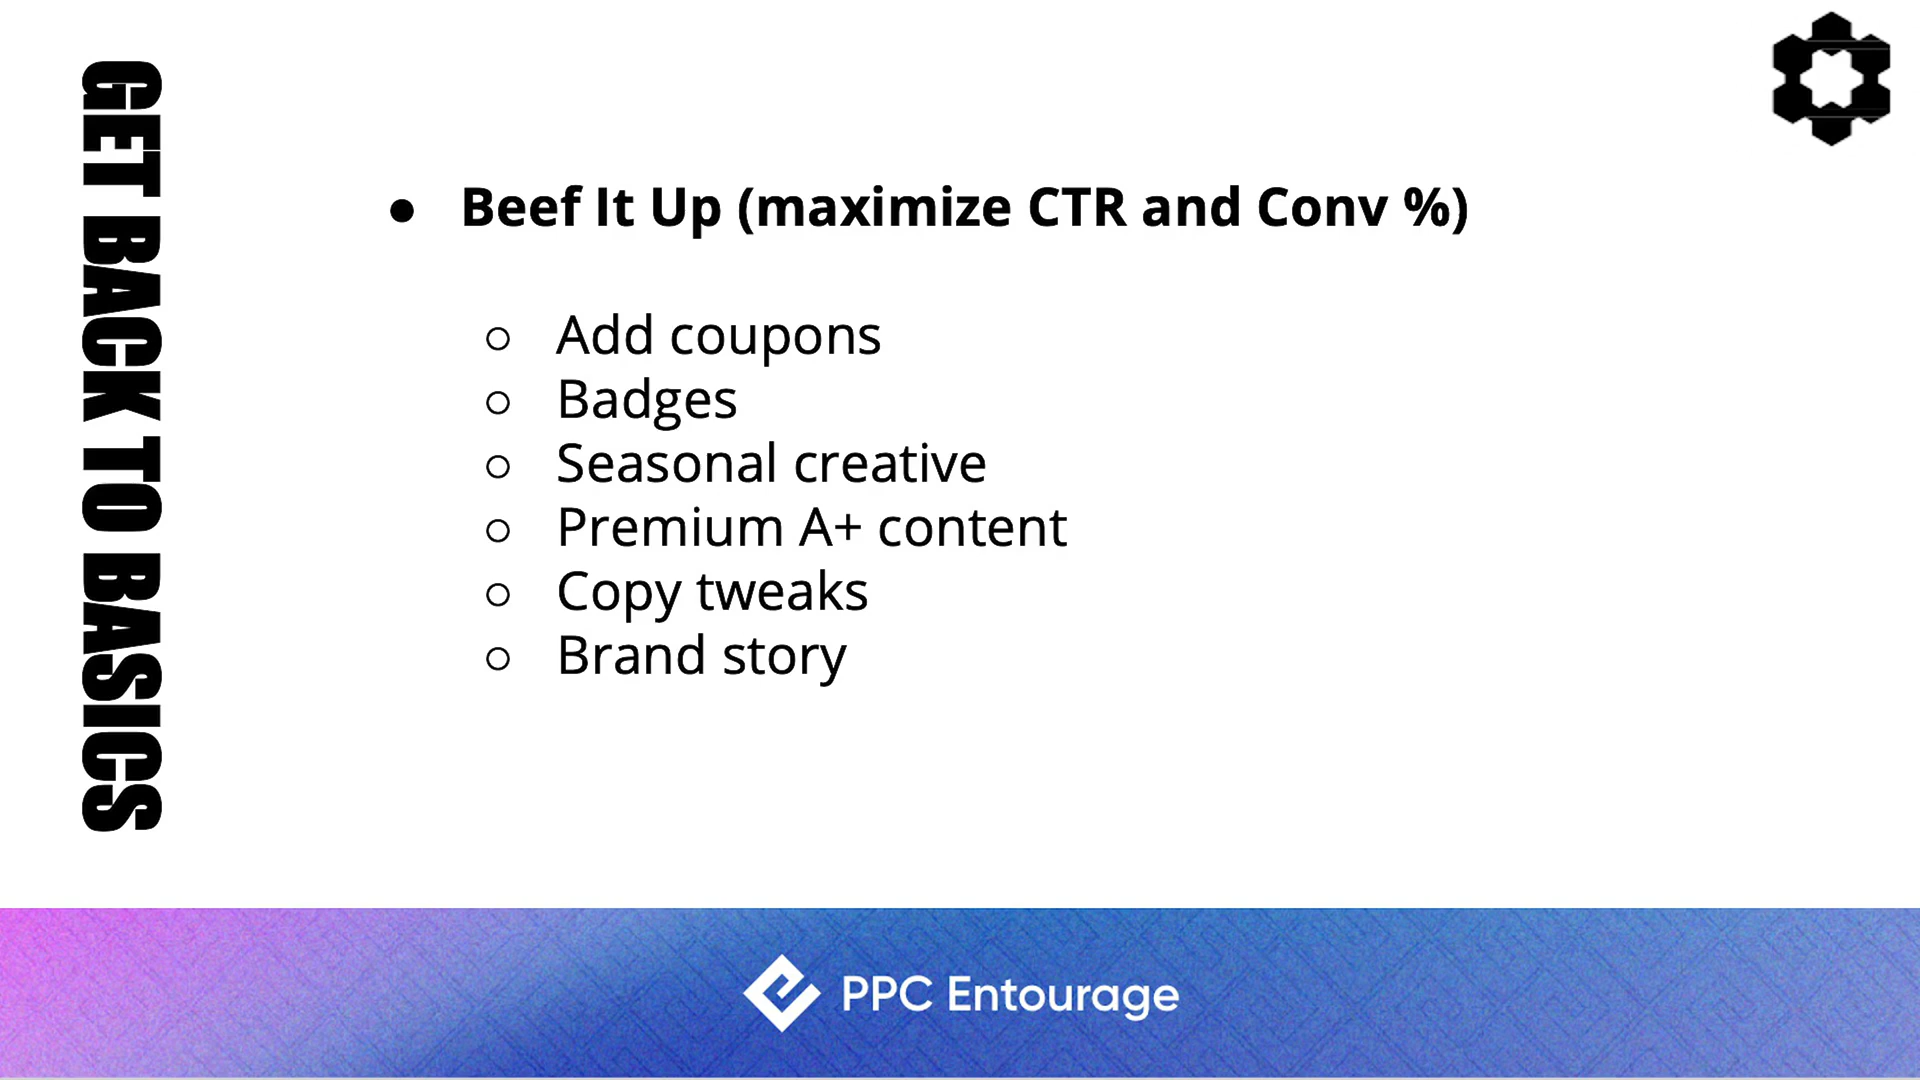 GET BACK TO BASICS
● Beef It Up (maximize CTR and Conv %)
○ Add coupons
○ Badges
○ Seasonal creative
○ Premium A+ content
○ Copy tweaks
○ Brand story
PPC Entourage